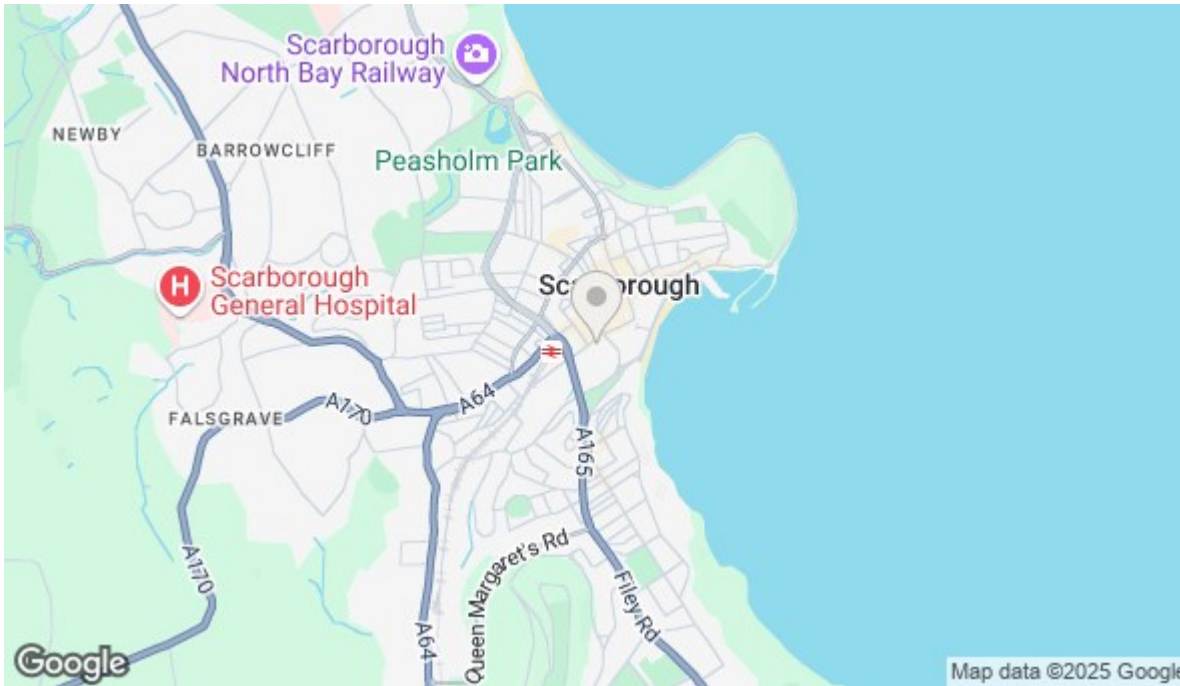 Scarborough
North Bay Railway
NEWBY
BARROWCLIFF
Peasholm Park
Scarborough
General Hospital
H
Scarborough
A64
A170
FALSGRAVE
A165
A170
Queen Margaret's Rd
Filey Rd
A64
Google
Map data ©2025 Google